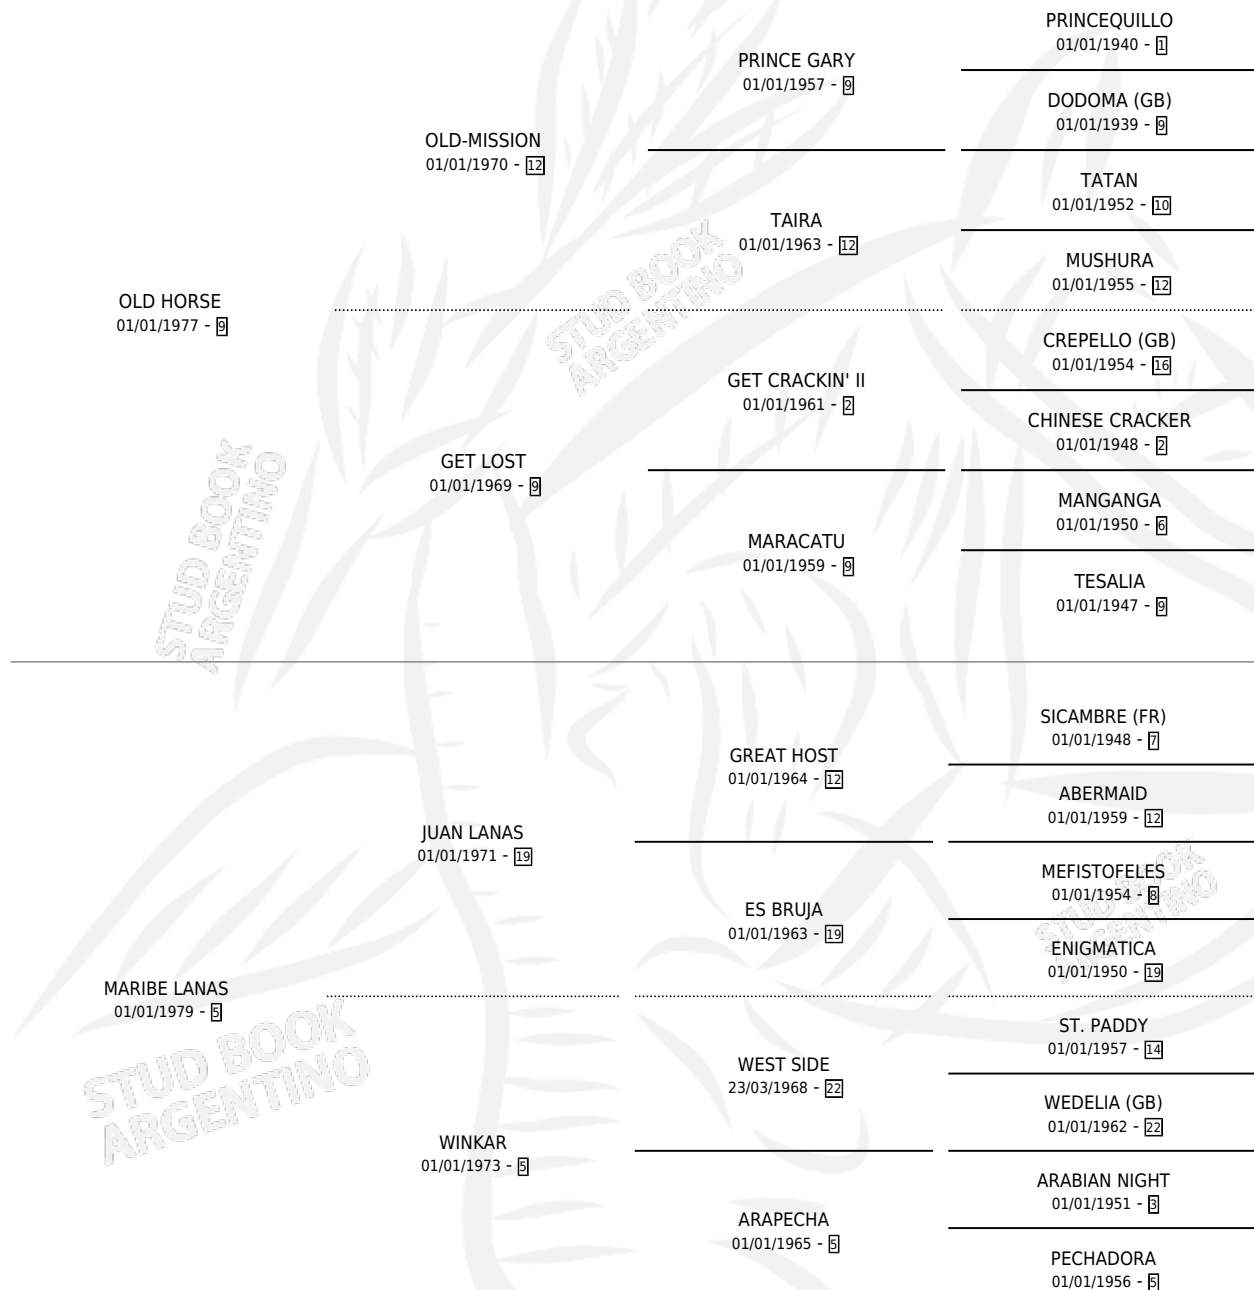 PRINCEQUILLO
01/01/1940 - 1
PRINCE GARY
01/01/1957 - 9
DODOMA (GB)
01/01/1939 - 9
OLD-MISSION
01/01/1970 - 12
TATAN
01/01/1952 - 10
TAIRA
01/01/1963 - 12
MUSHURA
01/01/1955 - 12
OLD HORSE
01/01/1977 - 9
STUD BOOK
ARGENTINO
CREPELLO (GB)
01/01/1954 - 16
GET CRACKIN' II
01/01/1961 - 2
CHINESE CRACKER
01/01/1948 - 2
GET LOST
01/01/1969 - 9
MANGANGA
01/01/1950 - 6
MARACATU
01/01/1959 - 9
TESALIA
01/01/1947 - 9
STUD BOOK
ARGENTINO
SICAMBRE (FR)
01/01/1948 - 7
GREAT HOST
01/01/1964 - 12
ABERMAID
01/01/1959 - 12
JUAN LANAS
01/01/1971 - 19
MEFISTOFELES
01/01/1954 - 8
ES BRUJA
01/01/1963 - 19
STUD BOOK
ARGENTINO
ENIGMATICA
01/01/1950 - 19
MARIBE LANAS
01/01/1979 - 5
ST. PADDY
01/01/1957 - 14
WEST SIDE
23/03/1968 - 22
STUD BOOK
ARGENTINO
WEDELIA (GB)
01/01/1962 - 22
WINKAR
01/01/1973 - 5
ARABIAN NIGHT
01/01/1951 - 3
ARAPECHA
01/01/1965 - 5
PECHADORA
01/01/1956 - 5